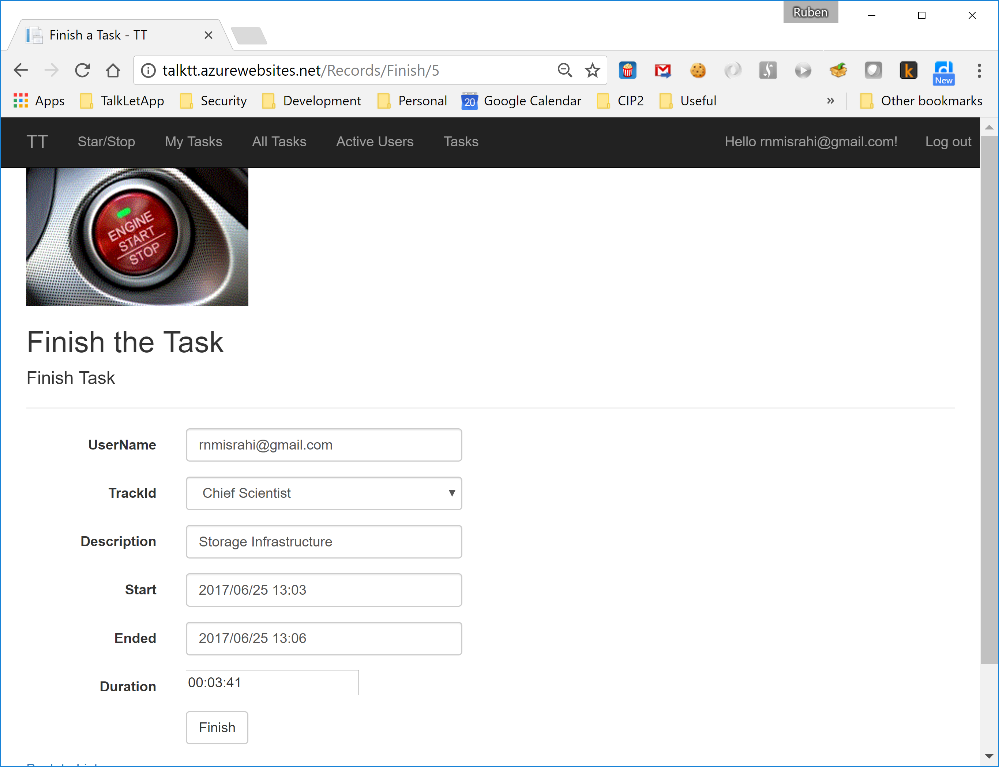 Ruben
Finish a Task - TT
talktt.azurewebsites.net/Records/Finish/5
New
Apps TalkLetApp Security Development Personal 20 Google Calendar CIP2 Useful » Other bookmarks
TT Star/Stop My Tasks All Tasks Active Users Tasks Hello rnmisrahi@gmail.com! Log out
ENGINE
START
STOP
Finish the Task
Finish Task
UserName rnmisrahi@gmail.com
TrackId Chief Scientist
Description Storage Infrastructure
Start 2017/06/25 13:03
Ended 2017/06/25 13:06
Duration 00:03:41
Finish